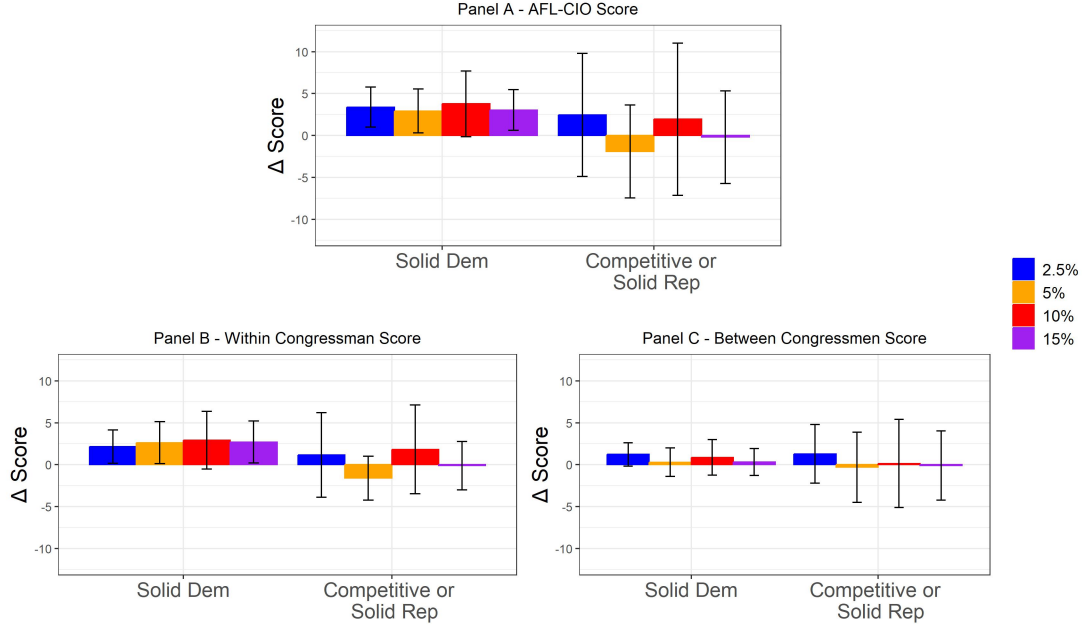 Panel A - AFL-CIO Score
10
5
0
-5
-10
Δ Score
Solid Dem
Competitive or
Solid Rep
2.5%
5%
10%
15%
Panel B - Within Congressman Score
10
5
0
-5
-10
Δ Score
Solid Dem
Competitive or
Solid Rep
Panel C - Between Congressmen Score
10
5
0
-5
-10
Δ Score
Solid Dem
Competitive or
Solid Rep